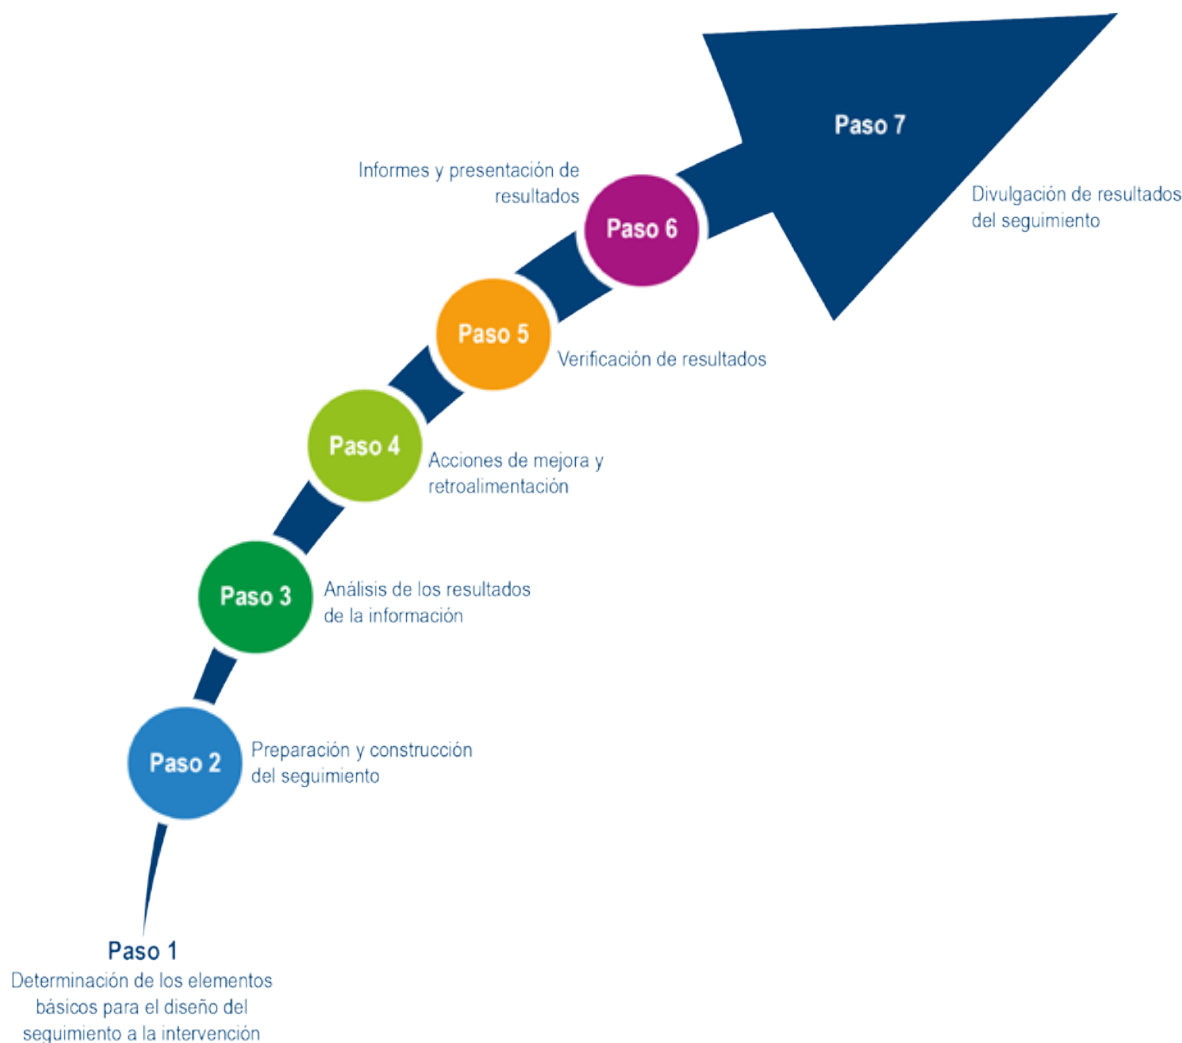 Paso 1
Determinación de los elementos
básicos para el diseño del
seguimiento a la intervención
Paso 2
Preparación y construcción
del seguimiento
Paso 3
Análisis de los resultados
de la información
Paso 4
Acciones de mejora y
retroalimentación
Paso 5
Verificación de resultados
Paso 6
Informes y presentación de
resultados
Paso 7
Divulgación de resultados
del seguimiento